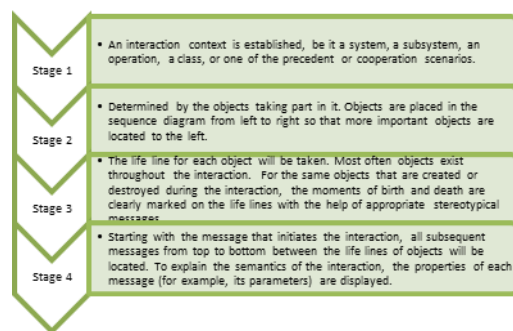 Stage 1
• An interaction context is established, be it a system, a subsystem, an
operation, a class, or one of the precedent or cooperation scenarios.
Stage 2
• Determined by the objects taking part in it. Objects are placed in the
sequence diagram from left to right so that more important objects are
located to the left.
Stage 3
• The life line for each object will be taken. Most often objects exist
throughout the interaction. For the same objects that are created or
destroyed during the interaction, the moments of birth and death are
clearly marked on the life lines with the help of appropriate stereotypical
messages
Stage 4
• Starting with the message that initiates the interaction, all subsequent
messages from top to bottom between the life lines of objects will be
located. To explain the semantics of the interaction, the properties of each
message (for example, its parameters) are displayed.